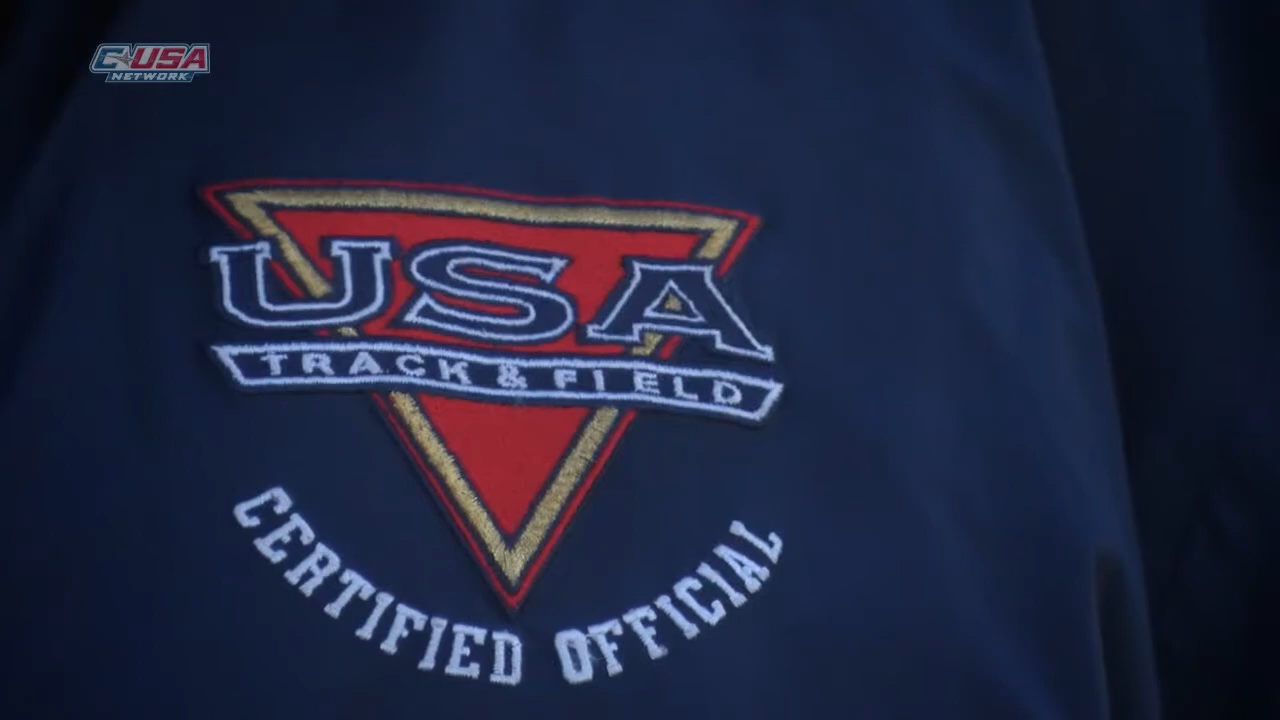 C★USA
NETWORK
USA
TRACK & FIELD
CERTIFIED OFFICIAL